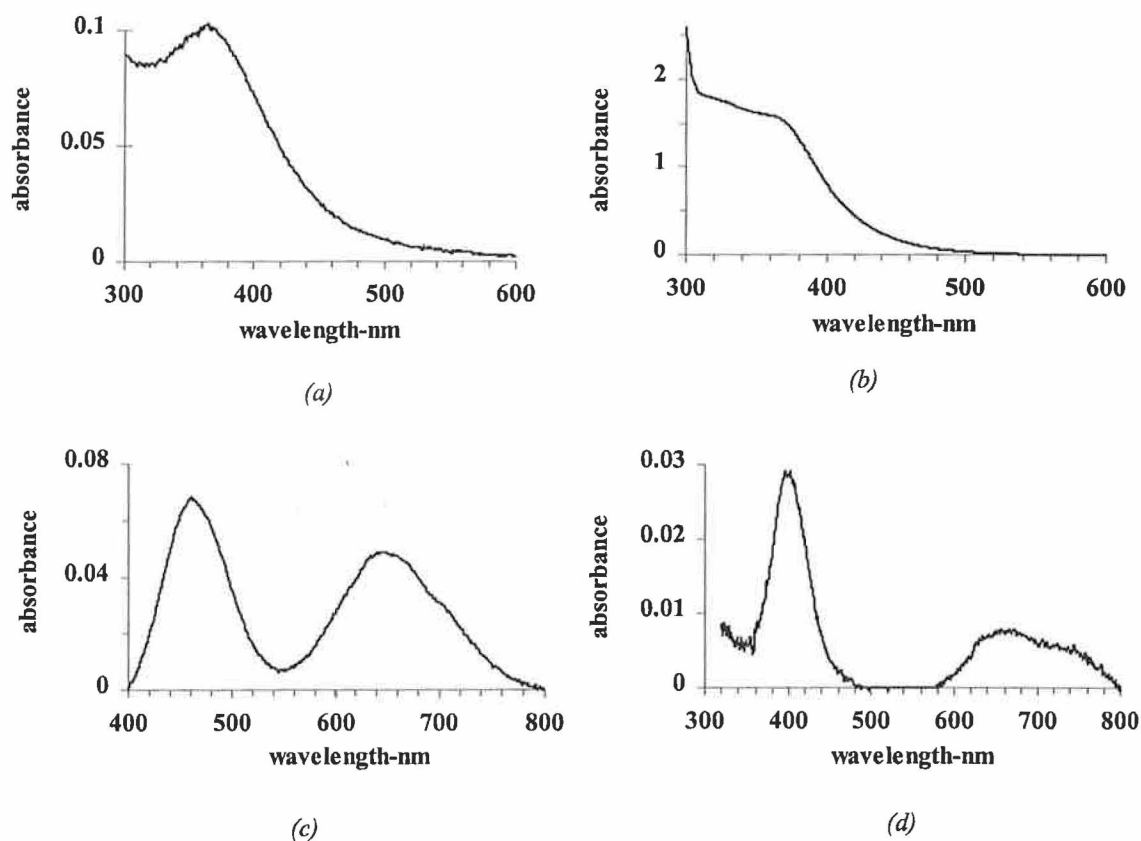 0.1
0.05
0
absorbance
300 400 500 600
wavelength-nm
(a)
2
1
0
absorbance
300 400 500 600
wavelength-nm
(b)
0.08
0.04
0
absorbance
400 500 600 700 800
wavelength-nm
(c)
0.03
0.02
0.01
0
absorbance
300 400 500 600 700 800
wavelength-nm
(d)